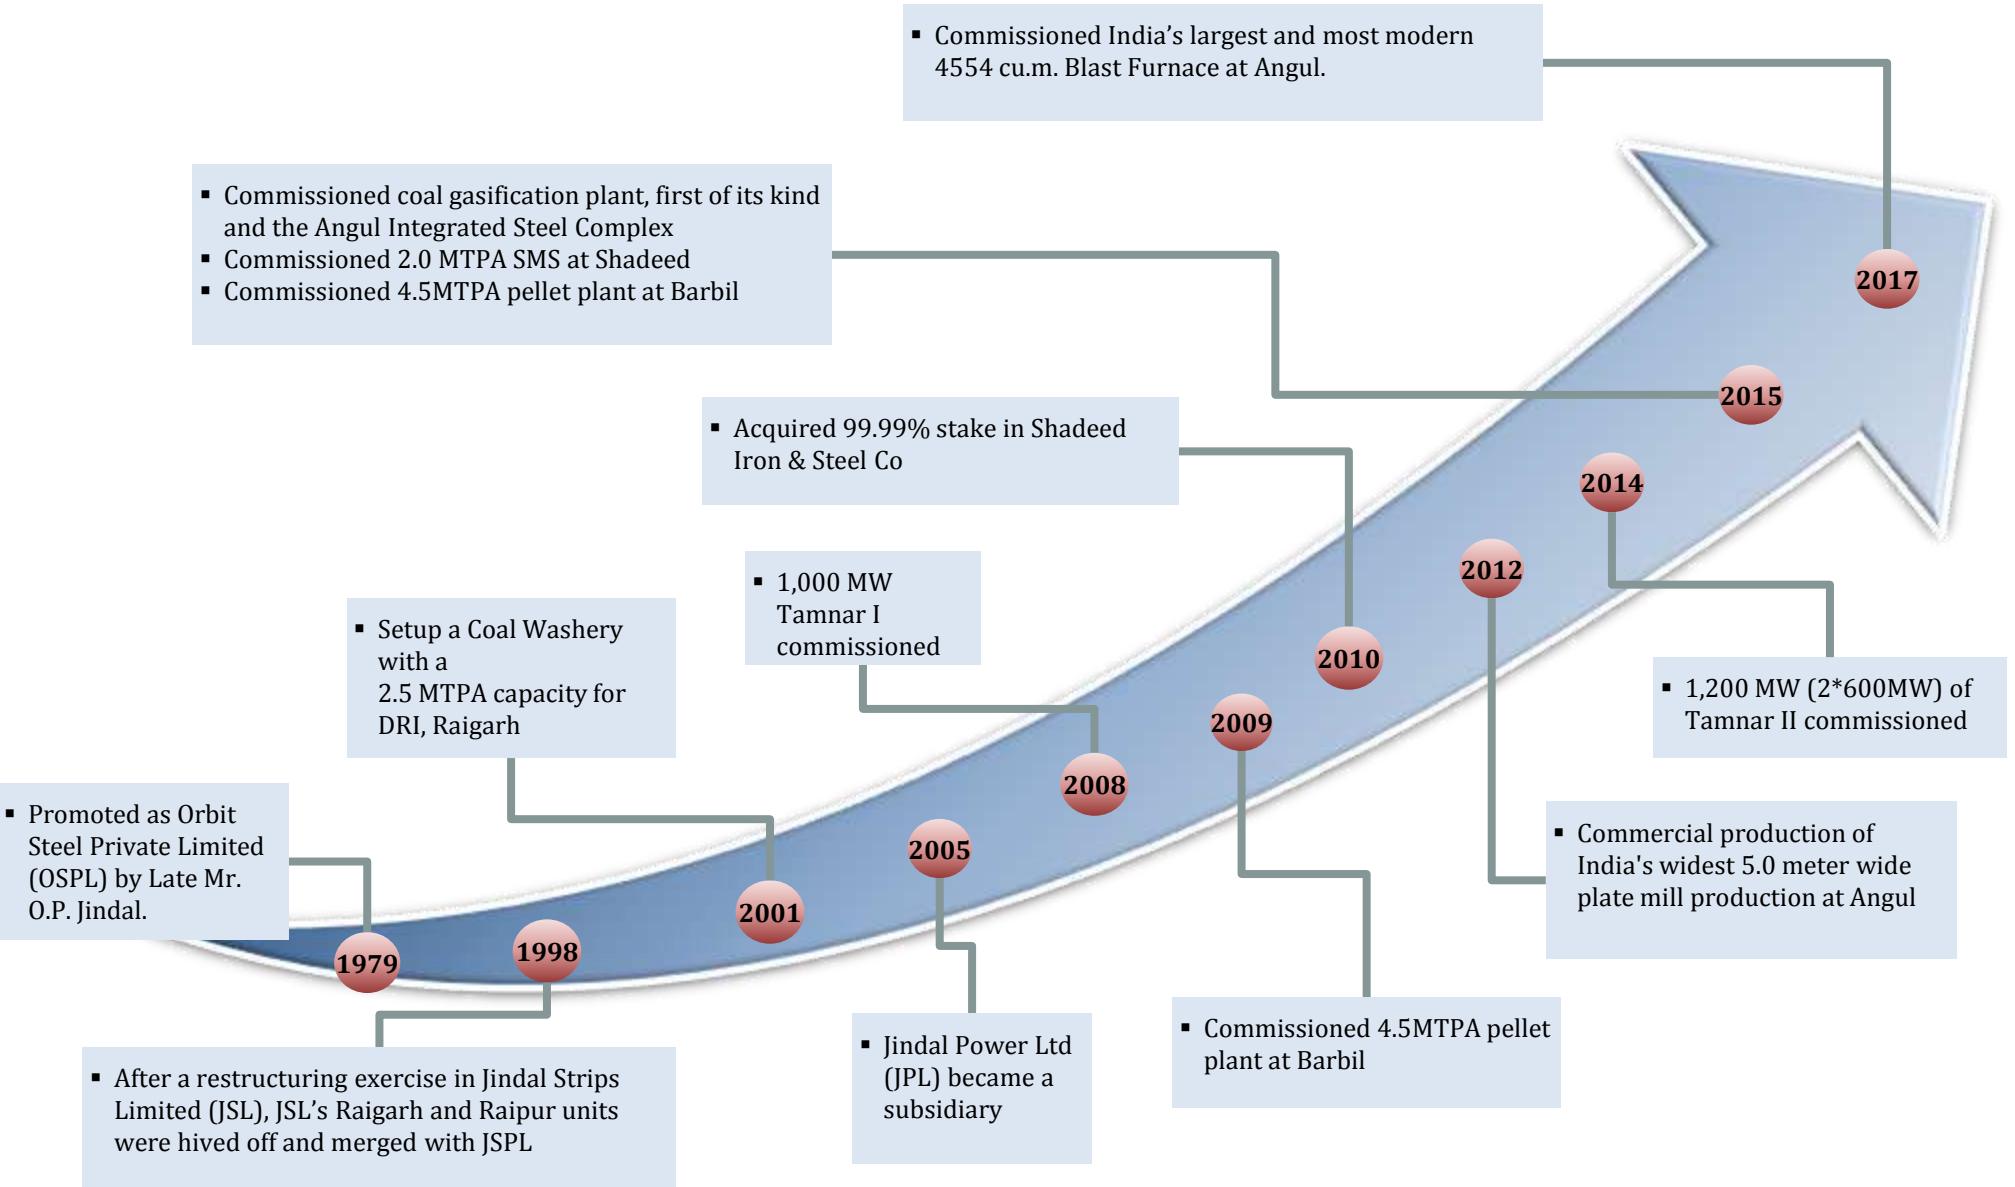 ▪ Commissioned India’s largest and most modern
4554 cu.m. Blast Furnace at Angul.
▪ Commissioned coal gasification plant, first of its kind
and the Angul Integrated Steel Complex
▪ Commissioned 2.0 MTPA SMS at Shadeed
▪ Commissioned 4.5MTPA pellet plant at Barbil
2017
2015
▪ Acquired 99.99% stake in Shadeed
Iron & Steel Co
2014
2012
▪ 1,000 MW
Tamnar I
commissioned
▪ Setup a Coal Washery
with a
2.5 MTPA capacity for
DRI, Raigarh
2010
▪ 1,200 MW (2*600MW) of
Tamnar II commissioned
2009
2008
▪ Promoted as Orbit
Steel Private Limited
(OSPL) by Late Mr.
O.P. Jindal.
2005
▪ Commercial production of
India's widest 5.0 meter wide
plate mill production at Angul
2001
1998
1979
▪ After a restructuring exercise in Jindal Strips
Limited (JSL), JSL’s Raigarh and Raipur units
were hived off and merged with JSPL
▪ Jindal Power Ltd
(JPL) became a
subsidiary
▪ Commissioned 4.5MTPA pellet
plant at Barbil